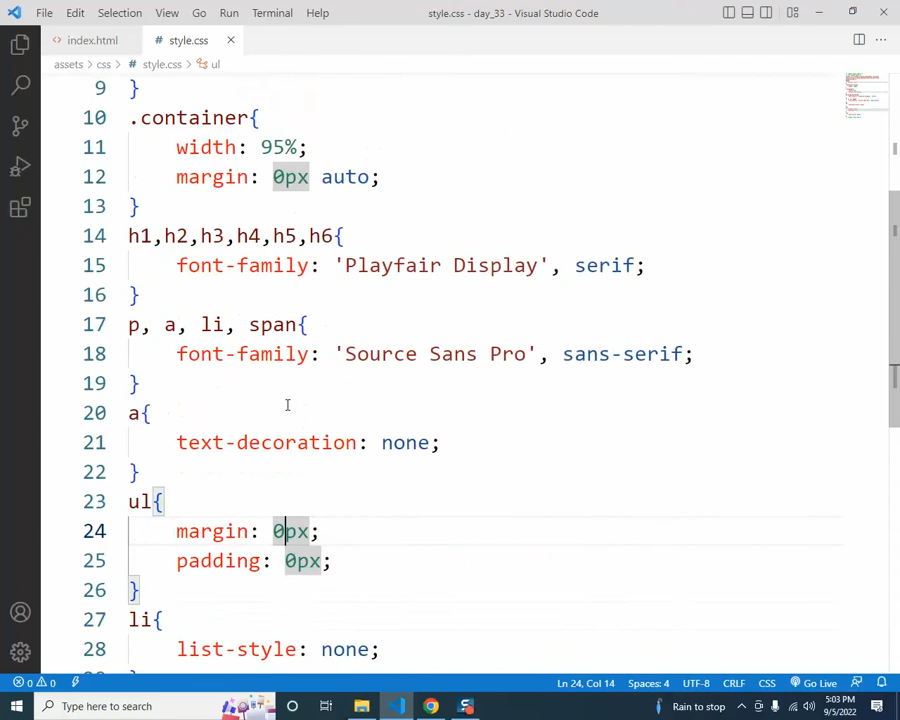 File Edit Selection View Go Run Terminal Help style.css - day_33 - Visual Studio Code
<> index.html # style.css
assets > css > # style.css > ul
9 }
10 .container{
11 width: 95%;
12 margin: 0px auto;
13 }
14 h1,h2,h3,h4,h5,h6{
15 font-family: 'Playfair Display', serif;
16 }
17 p, a, li, span{
18 font-family: 'Source Sans Pro', sans-serif;
19 }
20 a{
21 text-decoration: none;
22 }
23 ul{
24 margin: 0px;
25 padding: 0px;
26 }
27 li{
28 list-style: none;
0 0 Ln 24, Col 14 Spaces: 4 UTF-8 CRLF CSS Go Live
Type here to search Rain to stop 5:03 PM
9/5/2022